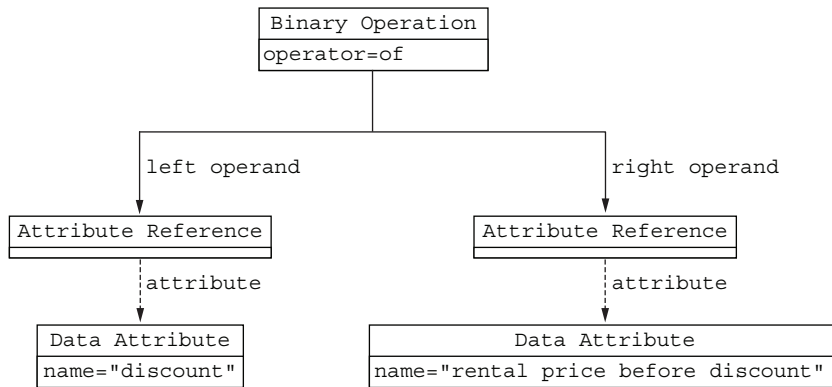 Binary Operation
operator=of
left operand
right operand
Attribute Reference
Attribute Reference
attribute
attribute
Data Attribute
Data Attribute
name="discount"
name="rental price before discount"